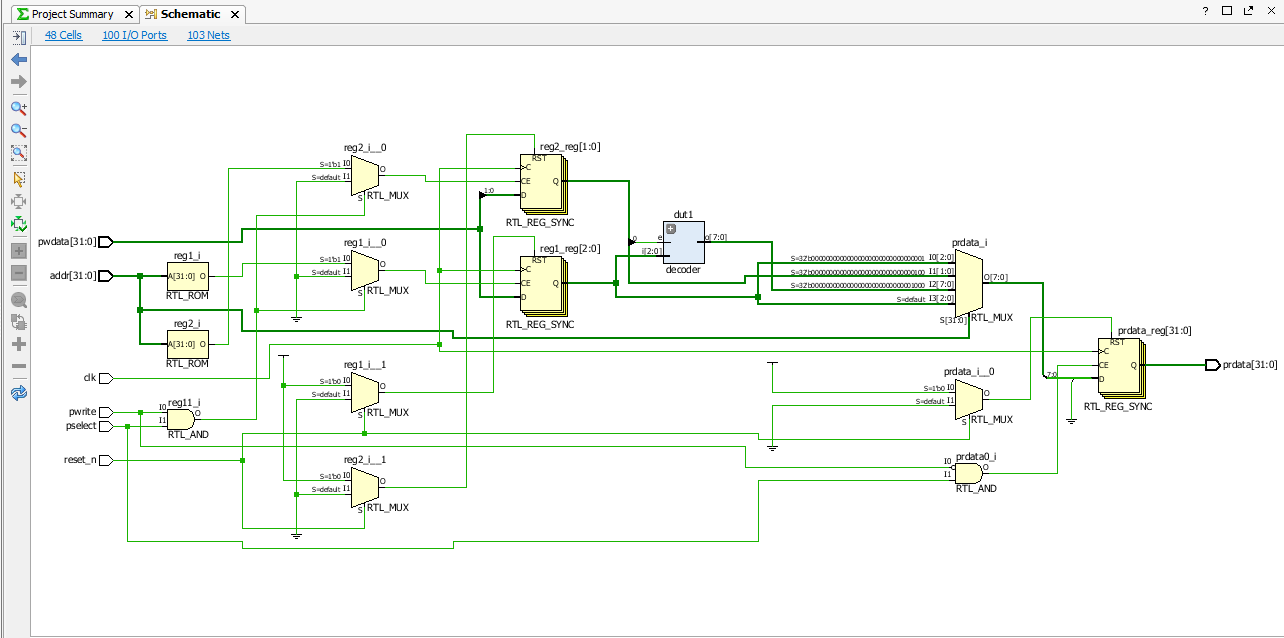 Project Summary
Schematic
?
48 Cells
100 I/O Ports
103 Nets
reg2_i__0
S=1'b1 I0
S=default I1
O
S
RTL_MUX
reg2_reg[1:0]
RST
C
CE
D
Q
RTL_REG_SYNC
1:0
pwdata[31:0]
addr[31:0]
reg1_i
A[31:0] O
RTL_ROM
reg1_i__0
S=1'b1 I0
S=default I1
O
S
RTL_MUX
reg1_reg[2:0]
RST
C
CE
D
Q
RTL_REG_SYNC
dut1
0
e
i[2:0]
o[7:0]
decoder
prdata_i
S=32'b00000000000000000000000000000001 I0[2:0]
S=32'b00000000000000000000000000000100 I1[1:0]
S=32'b00000000000000000000000000001000 I2[7:0]
S=default I3[2:0]
O[7:0]
S[31:0]
RTL_MUX
reg2_i
A[31:0] O
RTL_ROM
clk
pwrite
pselect
reg11_i
I0
I1
O
RTL_AND
reset_n
reg1_i__1
S=1'b0 I0
S=default I1
O
S
RTL_MUX
reg2_i__1
S=1'b0 I0
S=default I1
O
S
RTL_MUX
prdata_i__0
S=1'b0 I0
S=default I1
O
S
RTL_MUX
prdata0_i
I0
I1
O
RTL_AND
prdata_reg[31:0]
RST
C
CE
D
Q
7:0
RTL_REG_SYNC
prdata[31:0]